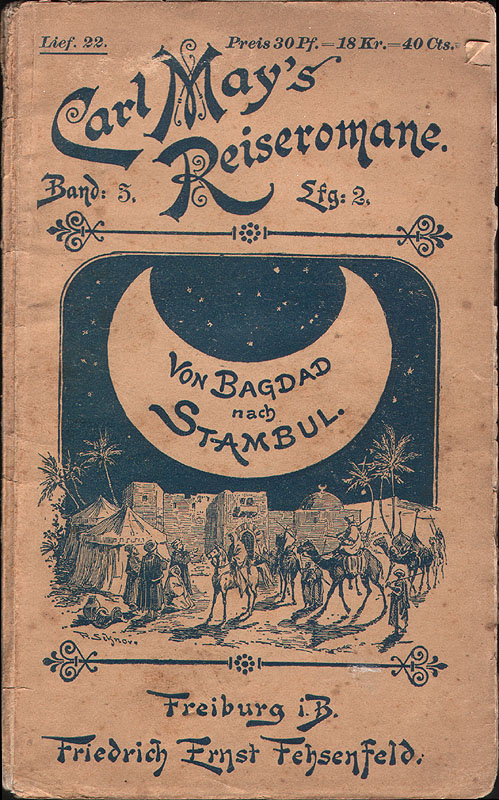 Lief. 22. Preis 30 Pf. = 18 Kr. = 40 Cts.
Carl May's
Reiseromane.
Band: 3. Lfg: 2.
VON BAGDAD
nach
STAMBUL.
R. Signor.
Freiburg i. B.
Friedrich Ernst Fehsenfeld.